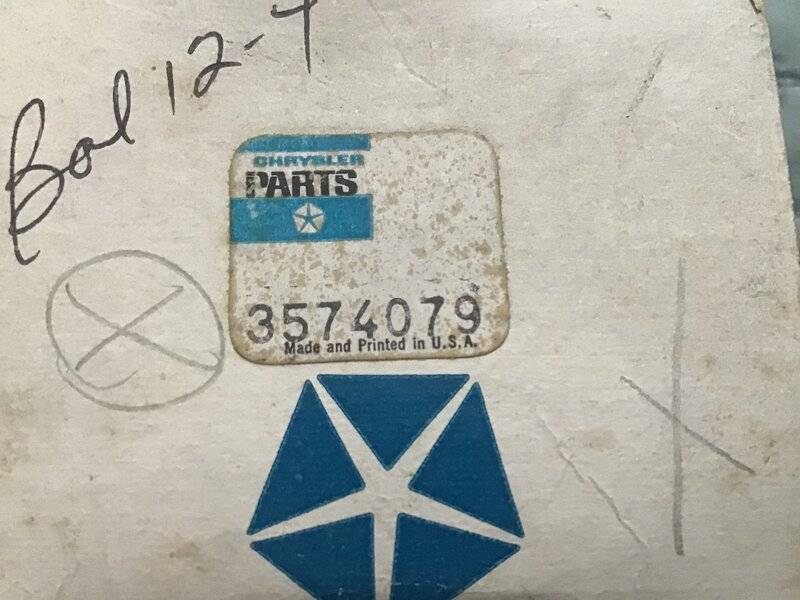 Bal 12-7
CHRYSLER
PARTS
3574079
Made and Printed in U.S.A.